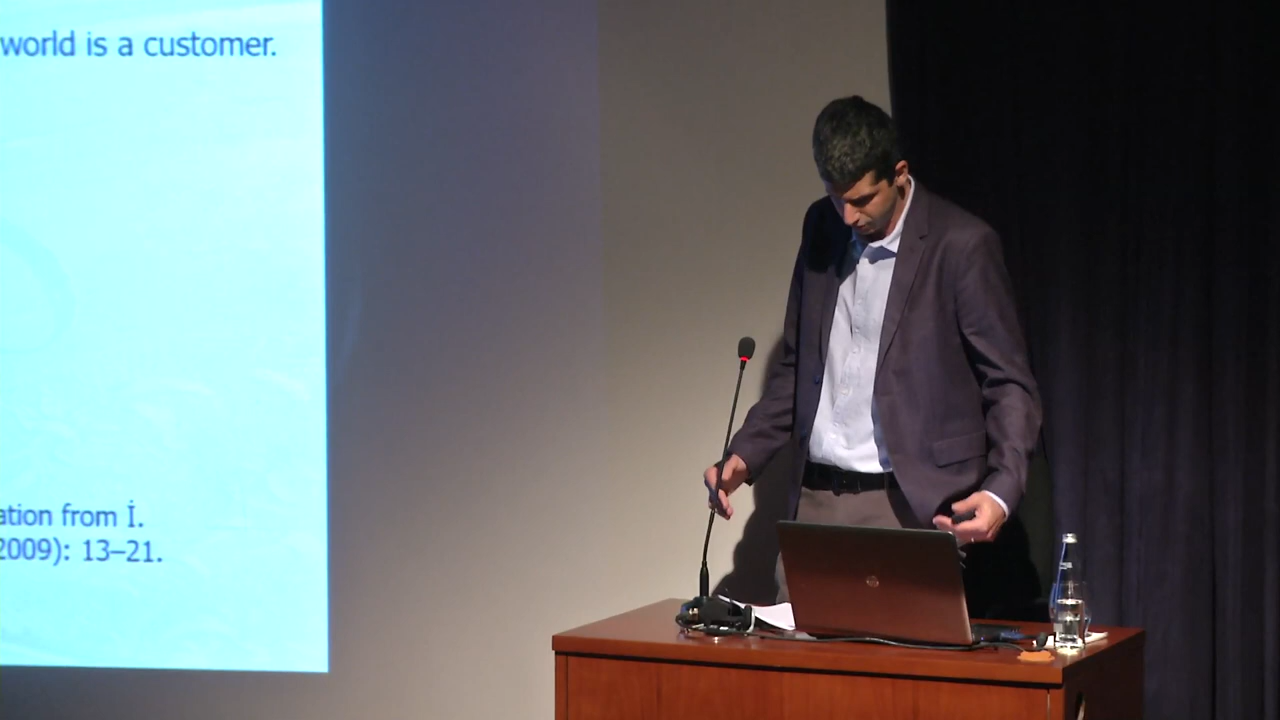 world is a customer.
ation from İ.
2009): 13–21.